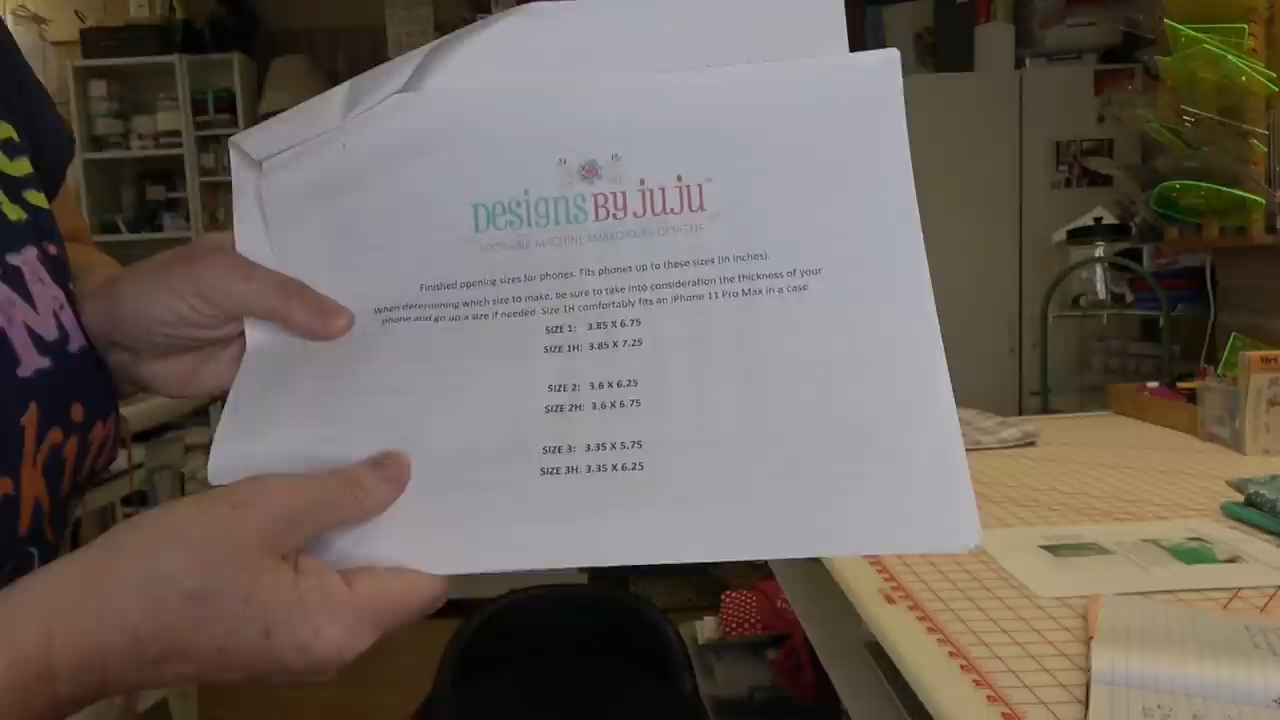 Designs BY JUJU
ADORABLE MACHINE EMBROIDERY DESIGNS
Finished opening sizes for phones. Fits phones up to these sizes (in inches).
When determining which size to make, be sure to take into consideration the thickness of your
phone and go up a size if needed. Size 1H comfortably fits an iPhone 11 Pro Max in a case
SIZE 1: 3.85 X 6.75
SIZE 1H: 3.85 X 7.25
SIZE 2: 3.6 X 6.25
SIZE 2H: 3.6 X 6.75
SIZE 3: 3.35 X 5.75
SIZE 3H: 3.35 X 6.25